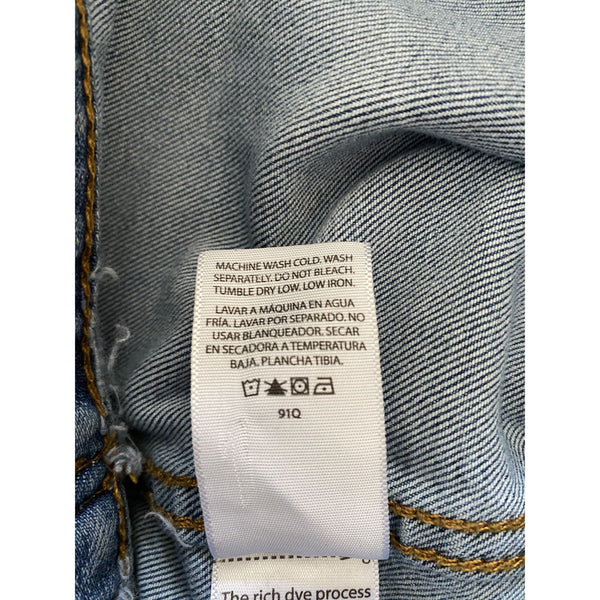 MACHINE WASH COLD. WASH
SEPARATELY. DO NOT BLEACH.
TUMBLE DRY LOW. LOW IRON.
LAVAR A MÁQUINA EN AGUA
FRÍA. LAVAR POR SEPARADO. NO
USAR BLANQUEADOR. SECAR
EN SECADORA A TEMPERATURA
BAJA. PLANCHA TIBIA.
91Q
The rich dye process